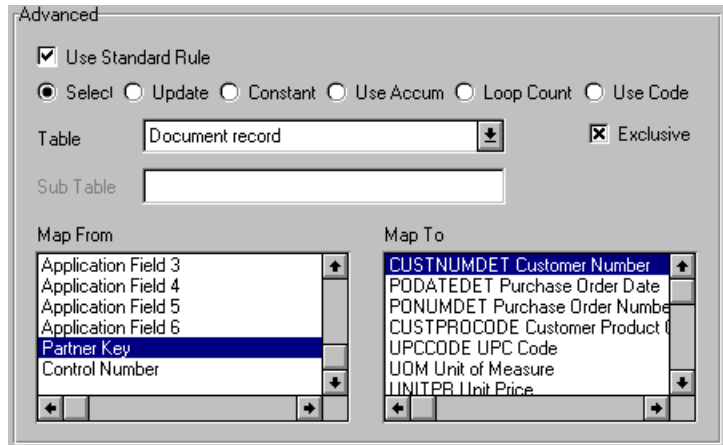 Advanced
Use Standard Rule
Select Update Constant Use Accum Loop Count Use Code
Table Document record Exclusive
Sub Table
Map From Map To
Application Field 3
Application Field 4
Application Field 5
Application Field 6
Partner Key
Control Number
CUSTNUMDET Customer Number
PODATEDET Purchase Order Date
PONUMDET Purchase Order Numbe
CUSTPROCODE Customer Product
UPCCODE UPC Code
UOM Unit of Measure
UNITPR Unit Price